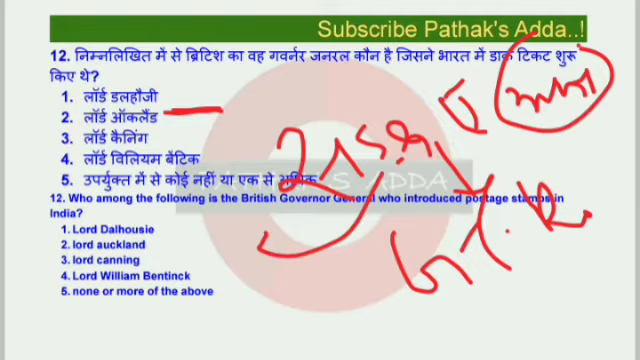 Subscribe Pathak's Adda..!
12. निम्नलिखित में से ब्रिटिश का वह गवर्नर जनरल कौन है जिसने भारत में डाक टिकट शुरू
किए थे?
1. लॉर्ड डलहौजी
2. लॉर्ड ऑकलैंड
3. लॉर्ड कैनिंग
4. लॉर्ड विलियम बेंटिक
5. उपर्युक्त में से कोई नहीं या एक से अधिक
PATHAK'S ADDA
12. Who among the following is the British Governor General who introduced postage stamps in
India?
1. Lord Dalhousie
2. lord auckland
3. lord canning
4. Lord William Bentinck
5. none or more of the above